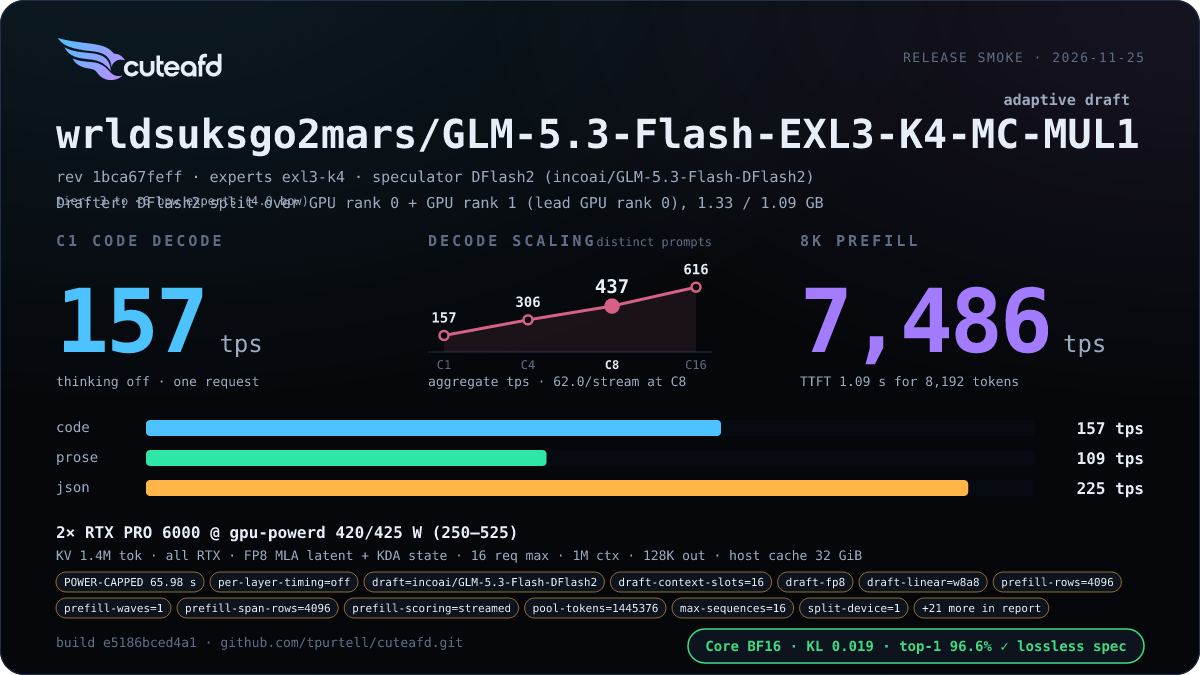 cuteafd
RELEASE SMOKE · 2026-11-25
adaptive draft
wrldsuksgo2mars/GLM-5.3-Flash-EXL3-K4-MC-MUL1
rev 1bca67feff · experts exl3-k4 · speculator DFlash2 (incoai/GLM-5.3-Flash-DFlash2)
Drafter: DFlash2 split over GPU rank 0 + GPU rank 1 (lead GPU rank 0), 1.33 / 1.09 GB
C1 CODE DECODE
157 tps
thinking off · one request
DECODE SCALING distinct prompts
157
306
437
616
C1
C4
C8
C16
aggregate tps · 62.0/stream at C8
8K PREFILL
7,486 tps
TTFT 1.09 s for 8,192 tokens
code 157 tps
prose 109 tps
json 225 tps
2× RTX PRO 6000 @ gpu-powerd 420/425 W (250–525)
KV 1.4M tok · all RTX · FP8 MLA latent + KDA state · 16 req max · 1M ctx · 128K out · host cache 32 GiB
POWER-CAPPED 65.98 s per-layer-timing=off draft=incoai/GLM-5.3-Flash-DFlash2 draft-context-slots=16 draft-fp8 draft-linear=w8a8 prefill-rows=4096
prefill-waves=1 prefill-span-rows=4096 prefill-scoring=streamed pool-tokens=1445376 max-sequences=16 split-device=1 +21 more in report
build e5186bced4a1 · github.com/tpurtell/cuteafd.git
Core BF16 · KL 0.019 · top-1 96.6% ✓ lossless spec